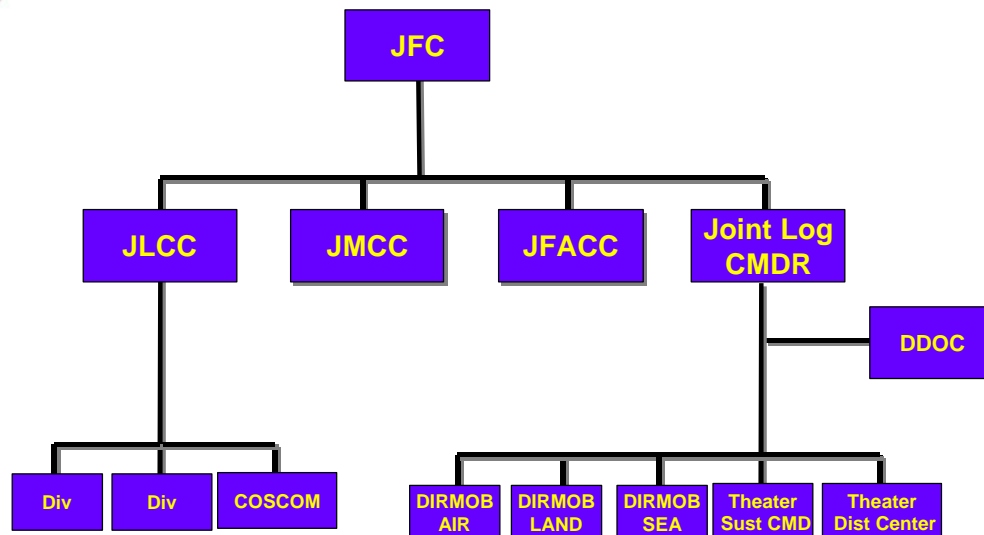 JFC
JLCC
JMCC
JFACC
Joint Log
CMDR
DDOC
Div
Div
COSCOM
DIRMOB
AIR
DIRMOB
LAND
DIRMOB
SEA
Theater
Sust CMD
Theater
Dist Center